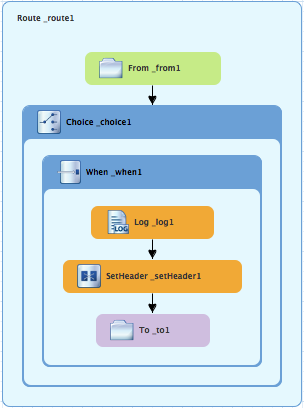 Route _route1
From _from1
Choice _choice1
When _when1
Log _log1
LOG
SetHeader _setHeader1
To _to1